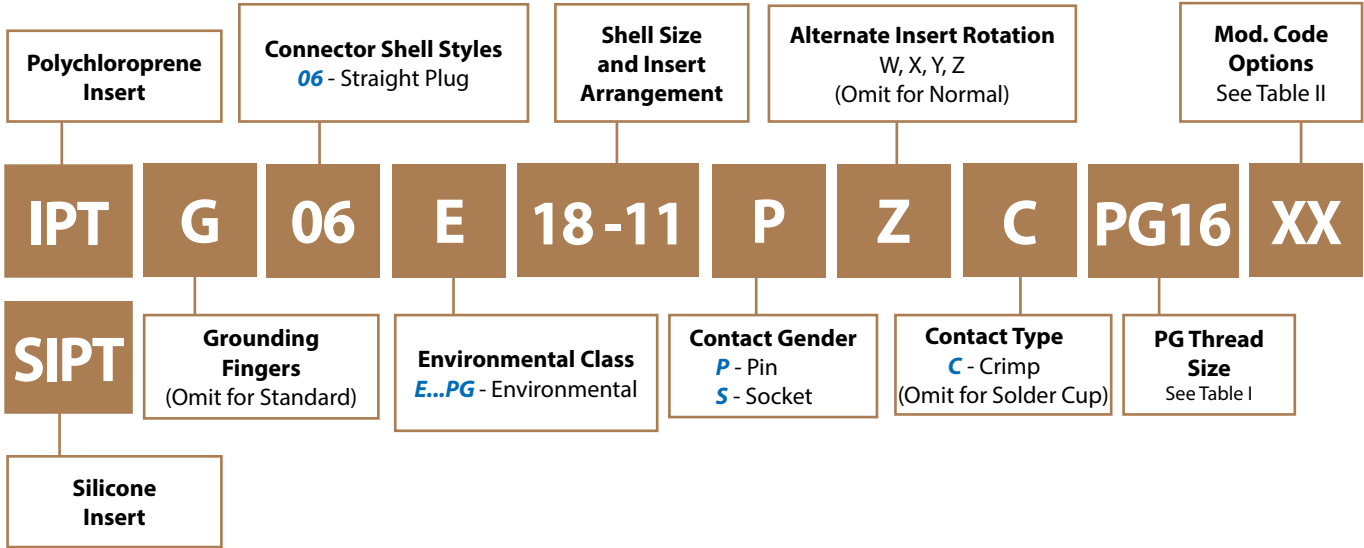 Polychloroprene
Insert
Connector Shell Styles
06 - Straight Plug
Shell Size
and Insert
Arrangement
Alternate Insert Rotation
W, X, Y, Z
(Omit for Normal)
Mod. Code
Options
See Table II
IPT G 06 E 18-11 P Z C PG16 XX
SIPT
Grounding
Fingers
(Omit for Standard)
Environmental Class
E...PG - Environmental
Contact Gender
P - Pin
S - Socket
Contact Type
C - Crimp
(Omit for Solder Cup)
PG Thread
Size
See Table I
Silicone
Insert